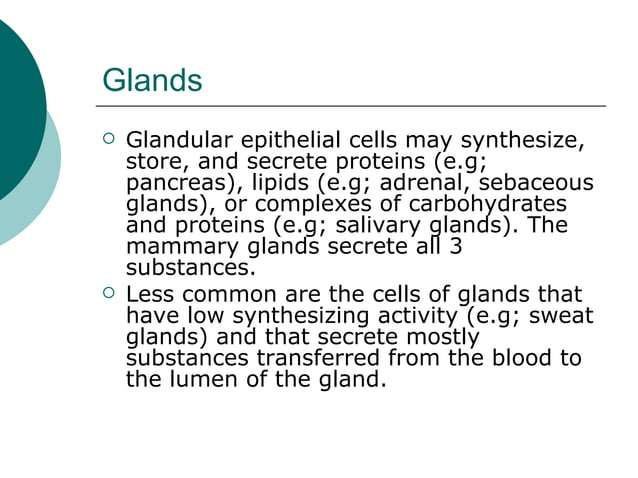 Glands
Glandular epithelial cells may synthesize,
store, and secrete proteins (e.g;
pancreas), lipids (e.g; adrenal, sebaceous
glands), or complexes of carbohydrates
and proteins (e.g; salivary glands). The
mammary glands secrete all 3
substances.
Less common are the cells of glands that
have low synthesizing activity (e.g; sweat
glands) and that secrete mostly
substances transferred from the blood to
the lumen of the gland.